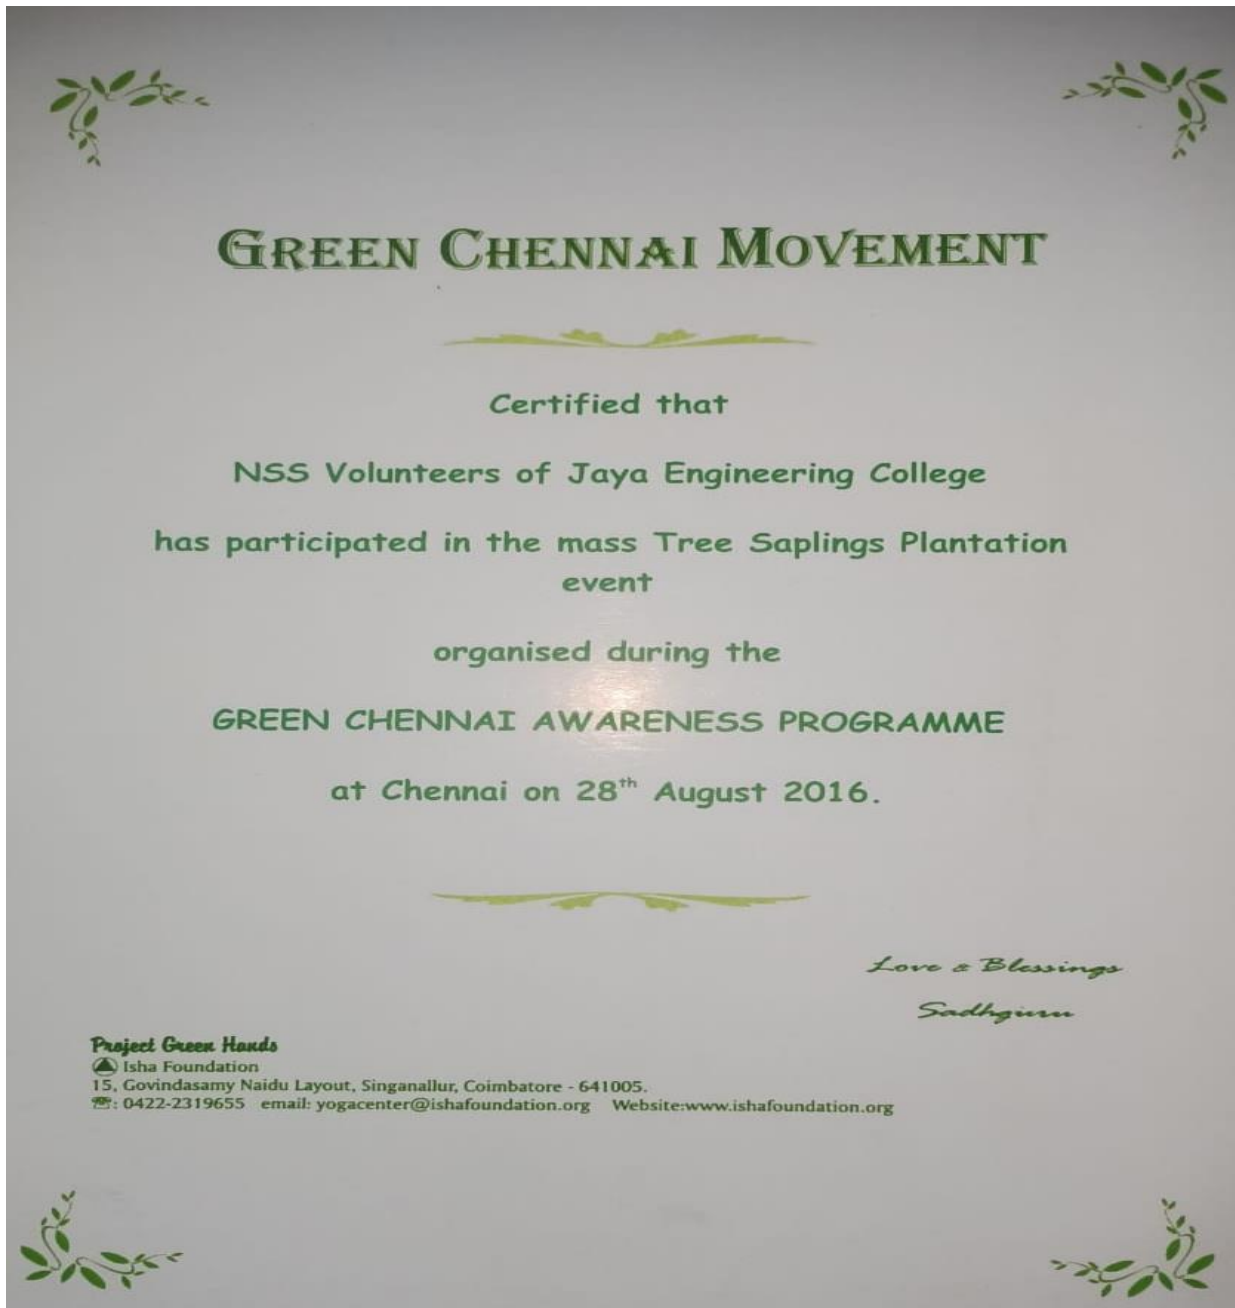 GREEN CHENNAI MOVEMENT
Certified that
NSS Volunteers of Jaya Engineering College
has participated in the mass Tree Saplings Plantation
event
organised during the
GREEN CHENNAI AWARENESS PROGRAMME
at Chennai on 28th August 2016.
Love & Blessings
Sadhguru
Project Green Hands
Isha Foundation
15, Govindasamy Naidu Layout, Singanallur, Coimbatore - 641005.
☏: 0422-2319655 email: yogacenter@ishafoundation.org Website:www.ishafoundation.org